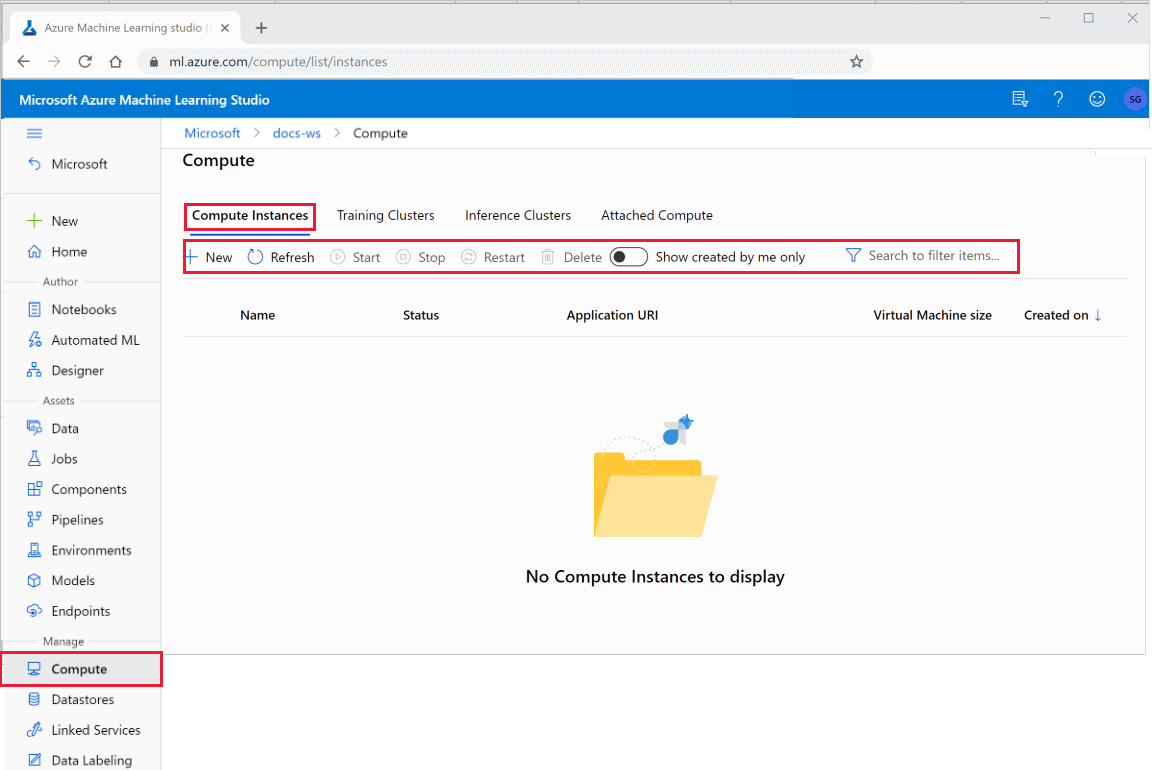 Azure Machine Learning studio (
ml.azure.com/compute/list/instances
Microsoft Azure Machine Learning Studio
SG
Microsoft
docs-ws
Compute
Microsoft
New
Home
Author
Notebooks
Automated ML
Designer
Assets
Data
Jobs
Components
Pipelines
Environments
Models
Endpoints
Manage
Compute
Datastores
Linked Services
Data Labeling
Compute
Compute Instances Training Clusters Inference Clusters Attached Compute
New Refresh Start Stop Restart Delete Show created by me only Search to filter items...
Name Status Application URI Virtual Machine size Created on ↓
No Compute Instances to display